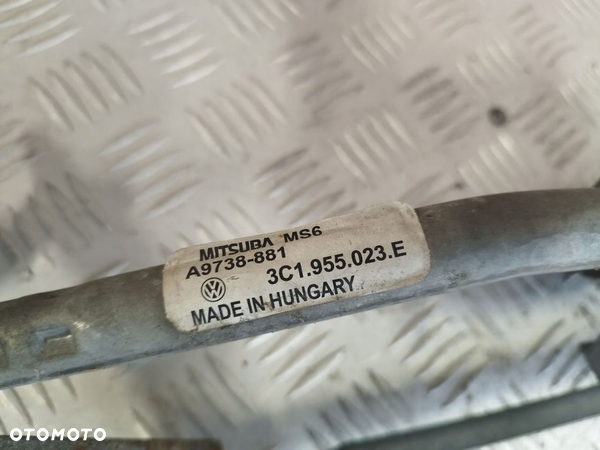 MITSUBA MS6
A9738-881
3C1.955.023.E
MADE IN HUNGARY
OTOMOTO